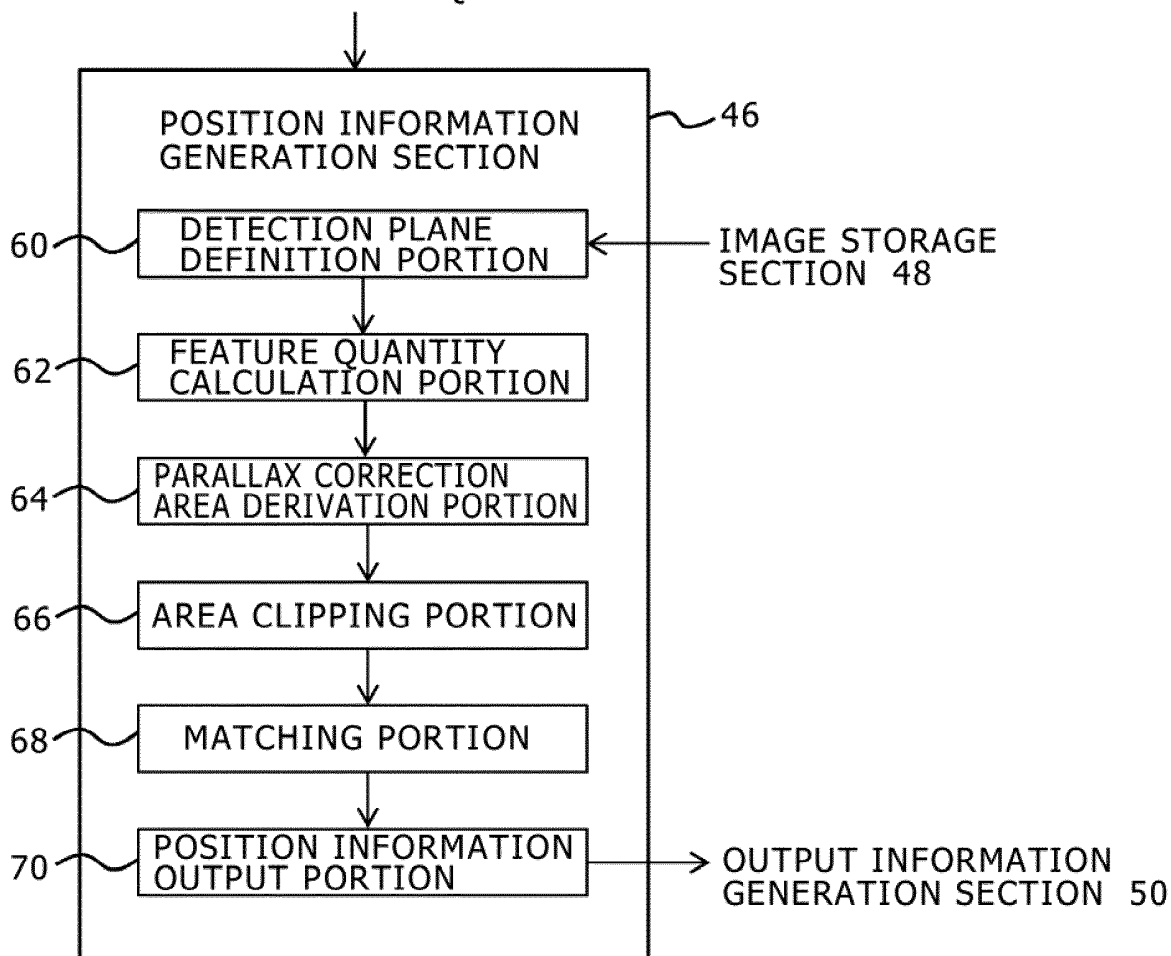 POSITION INFORMATION
GENERATION SECTION
46
60
DETECTION PLANE
DEFINITION PORTION
IMAGE STORAGE
SECTION 48
62
FEATURE QUANTITY
CALCULATION PORTION
64
PARALLAX CORRECTION
AREA DERIVATION PORTION
66
AREA CLIPPING PORTION
68
MATCHING PORTION
70
POSITION INFORMATION
OUTPUT PORTION
OUTPUT INFORMATION
GENERATION SECTION 50